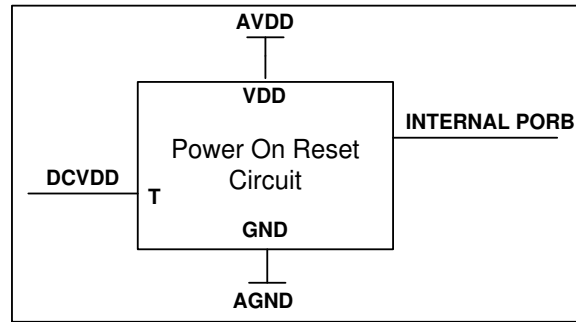 AVDD
VDD
INTERNAL PORB
Power On Reset
Circuit
DCVDD
T
GND
AGND